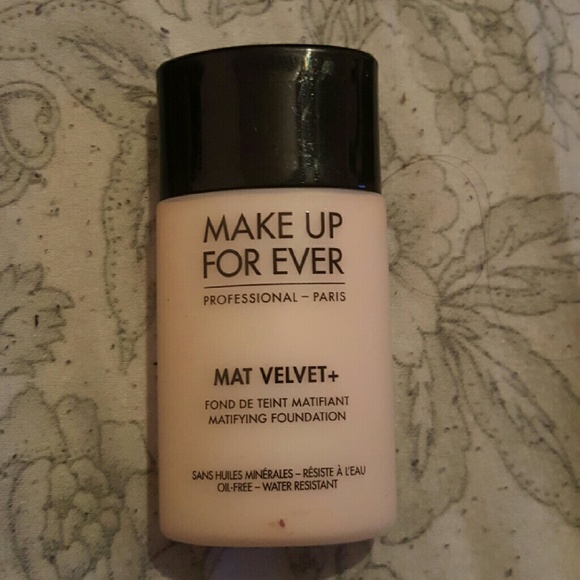 MAKE UP
FOR EVER
PROFESSIONAL – PARIS
MAT VELVET+
FOND DE TEINT MATIFIANT
MATIFYING FOUNDATION
SANS HUILES MINÉRALES – RÉSISTE À L'EAU
OIL-FREE – WATER RESISTANT